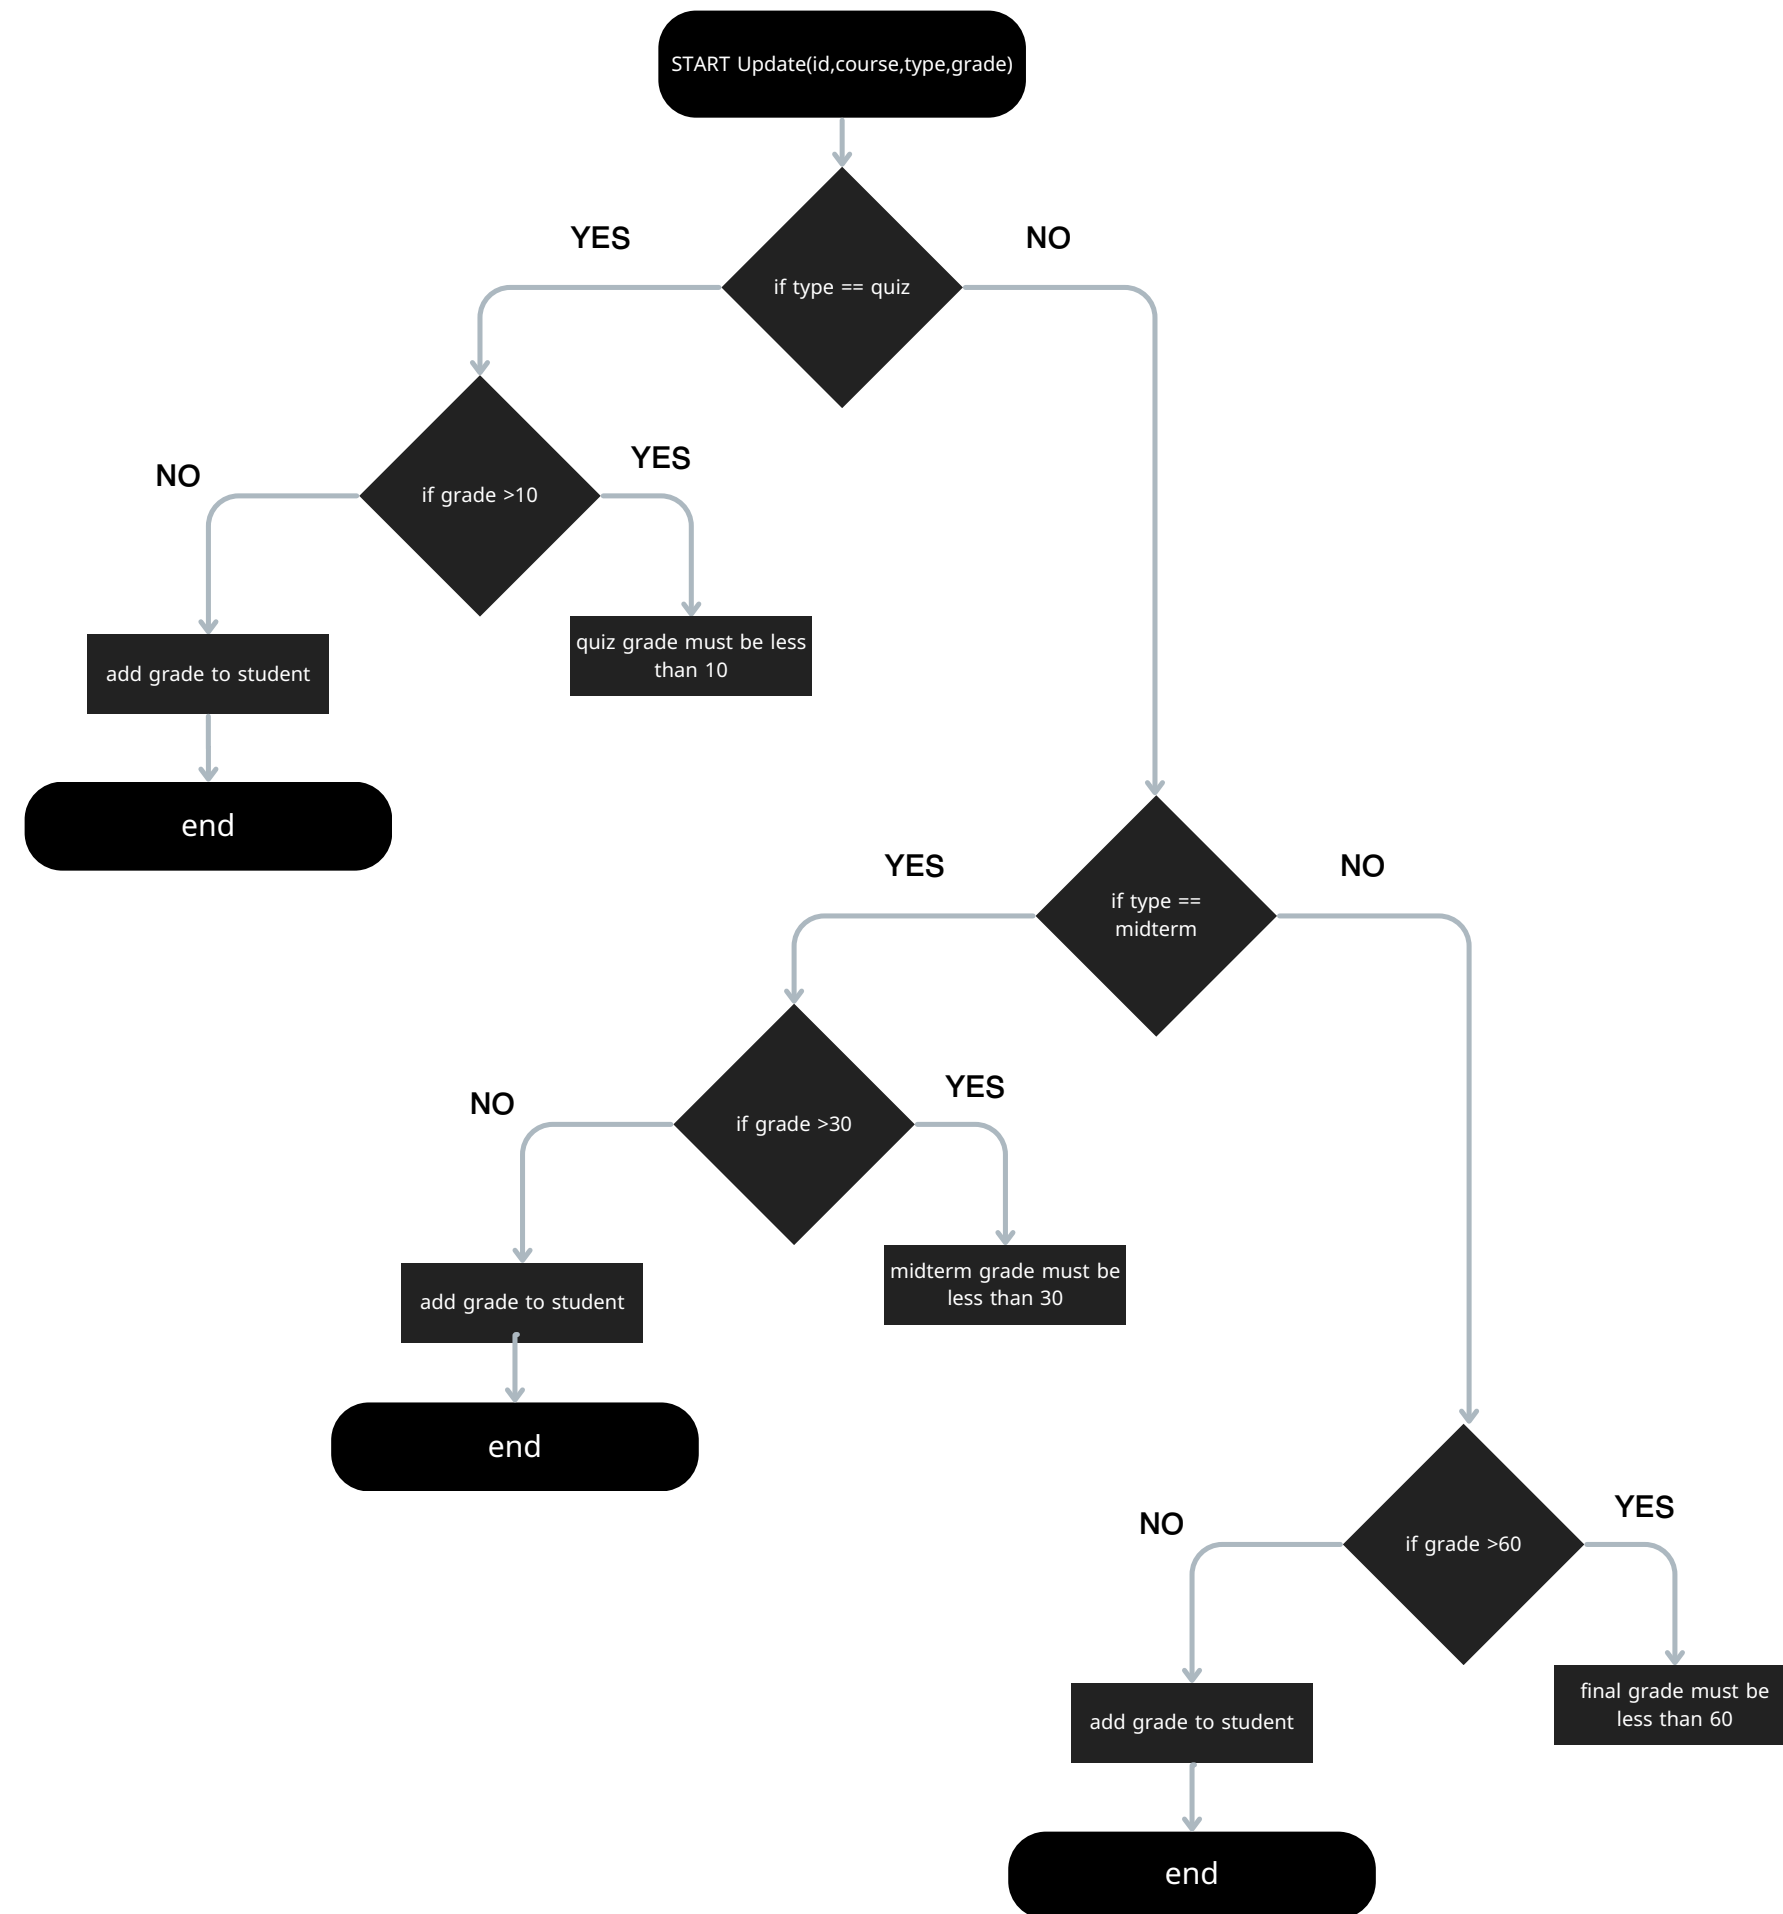 START Update(id,course,type,grade)
YES
NO
if type == quiz
NO
YES
if grade >10
quiz grade must be less
than 10
add grade to student
end
YES
NO
if type ==
midterm
NO
YES
if grade >30
midterm grade must be
less than 30
add grade to student
end
NO
YES
if grade >60
final grade must be
less than 60
add grade to student
end